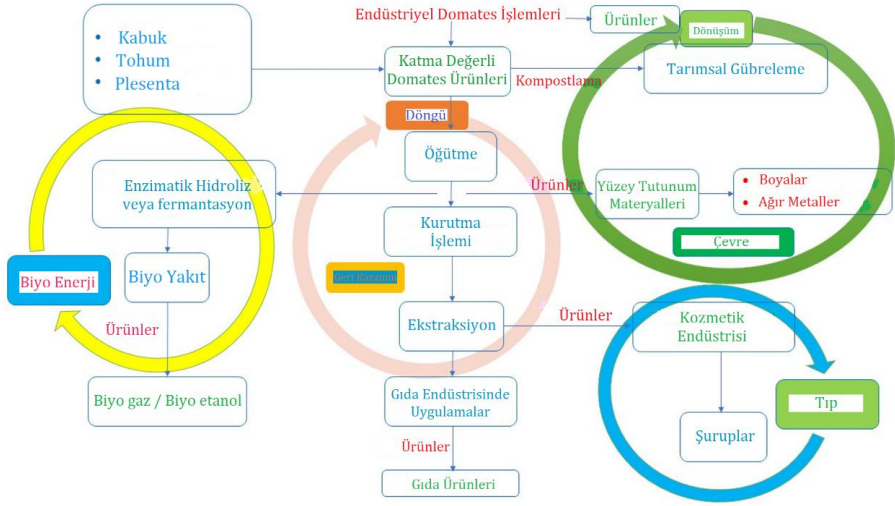 Endüstriyel Domates İşlemleri
Ürünler
Dönüşüm
• Kabuk
• Tohum
• Plesenta
Katma Değerli
Domates Ürünleri
Kompostlama
Tarımsal Gübreleme
Döngü
Öğütme
Enzimatik Hidroliz
veya fermantasyon
Ürünler
Yüzey Tutunum
Materyalleri
• Boyalar
• Ağır Metaller
Kurutma
İşlemi
Çevre
Biyo Enerji
Biyo Yakıt
Geri Kazanım
Ürünler
Ekstraksiyon
Ürünler
Kozmetik
Endüstrisi
Biyo gaz / Biyo etanol
Gıda Endüstrisinde
Uygulamalar
Tıp
Şuruplar
Ürünler
Gıda Ürünleri